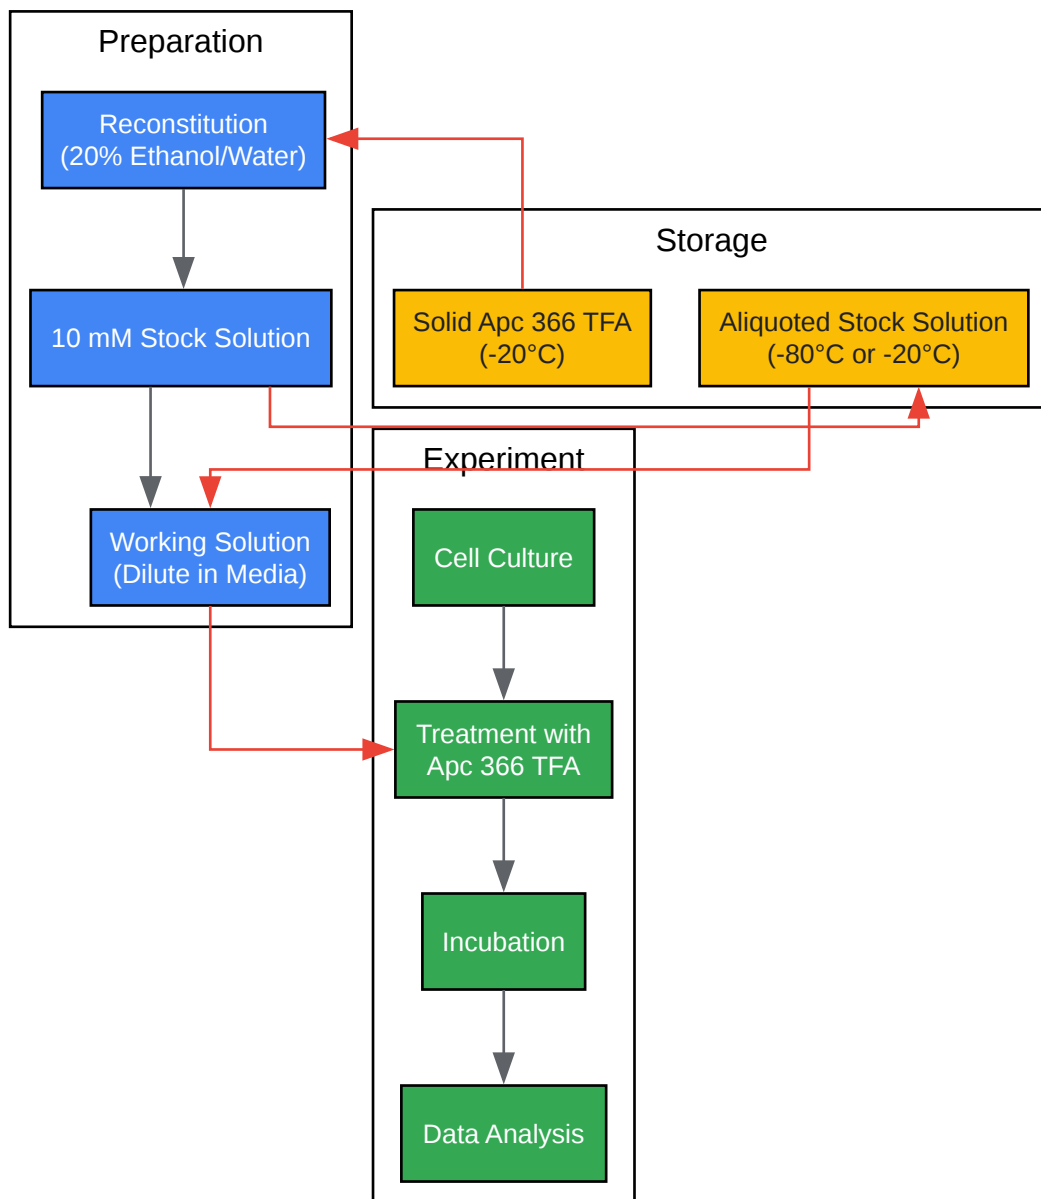 Preparation
Reconstitution
(20% Ethanol/Water)
10 mM Stock Solution
Working Solution
(Dilute in Media)
Storage
Solid Apc 366 TFA
(-20°C)
Aliquoted Stock Solution
(-80°C or -20°C)
Experiment
Cell Culture
Treatment with
Apc 366 TFA
Incubation
Data Analysis